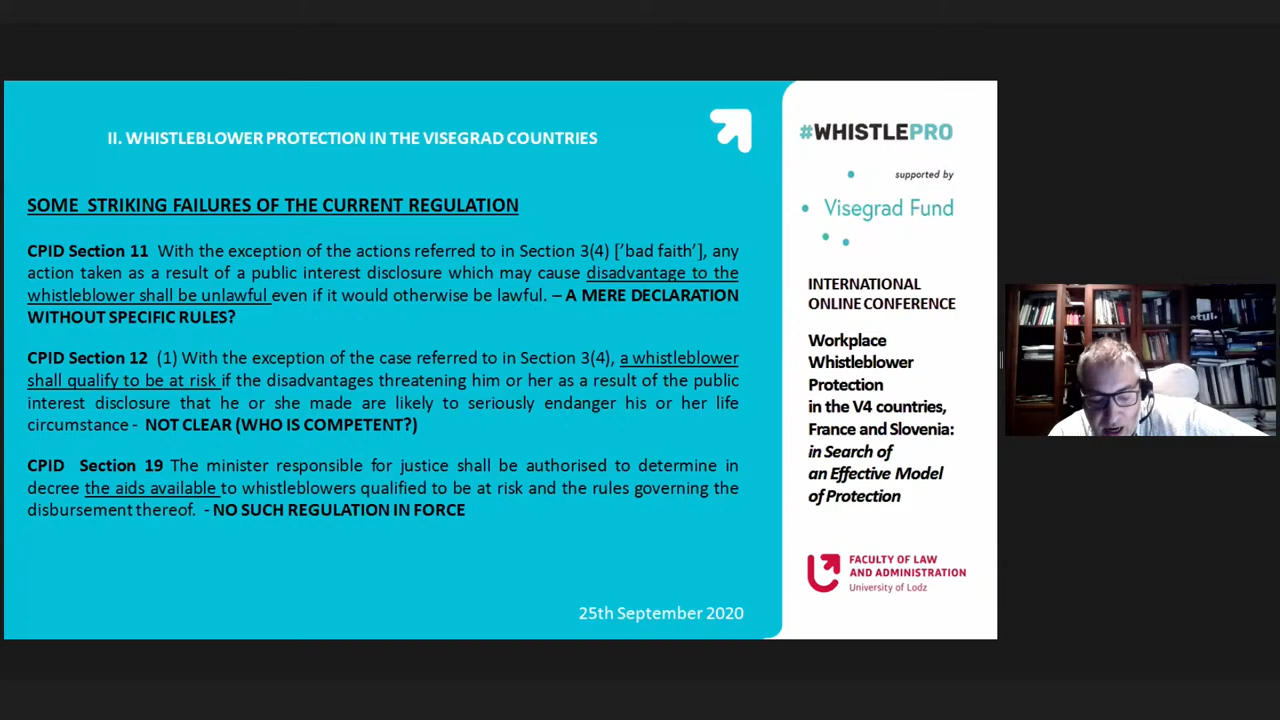 II. WHISTLEBLOWER PROTECTION IN THE VISEGRAD COUNTRIES
SOME STRIKING FAILURES OF THE CURRENT REGULATION
CPID Section 11 With the exception of the actions referred to in Section 3(4) ['bad faith'], any
action taken as a result of a public interest disclosure which may cause disadvantage to the
whistleblower shall be unlawful even if it would otherwise be lawful. – A MERE DECLARATION
WITHOUT SPECIFIC RULES?
CPID Section 12 (1) With the exception of the case referred to in Section 3(4), a whistleblower
shall qualify to be at risk if the disadvantages threatening him or her as a result of the public
interest disclosure that he or she made are likely to seriously endanger his or her life
circumstance - NOT CLEAR (WHO IS COMPETENT?)
CPID Section 19 The minister responsible for justice shall be authorised to determine in
decree the aids available to whistleblowers qualified to be at risk and the rules governing the
disbursement thereof. - NO SUCH REGULATION IN FORCE
25th September 2020
#WHISTLEPRO
supported by
Visegrad Fund
INTERNATIONAL
ONLINE CONFERENCE
Workplace
Whistleblower
Protection
in the V4 countries,
France and Slovenia:
in Search of
an Effective Model
of Protection
FACULTY OF LAW
AND ADMINISTRATION
University of Lodz